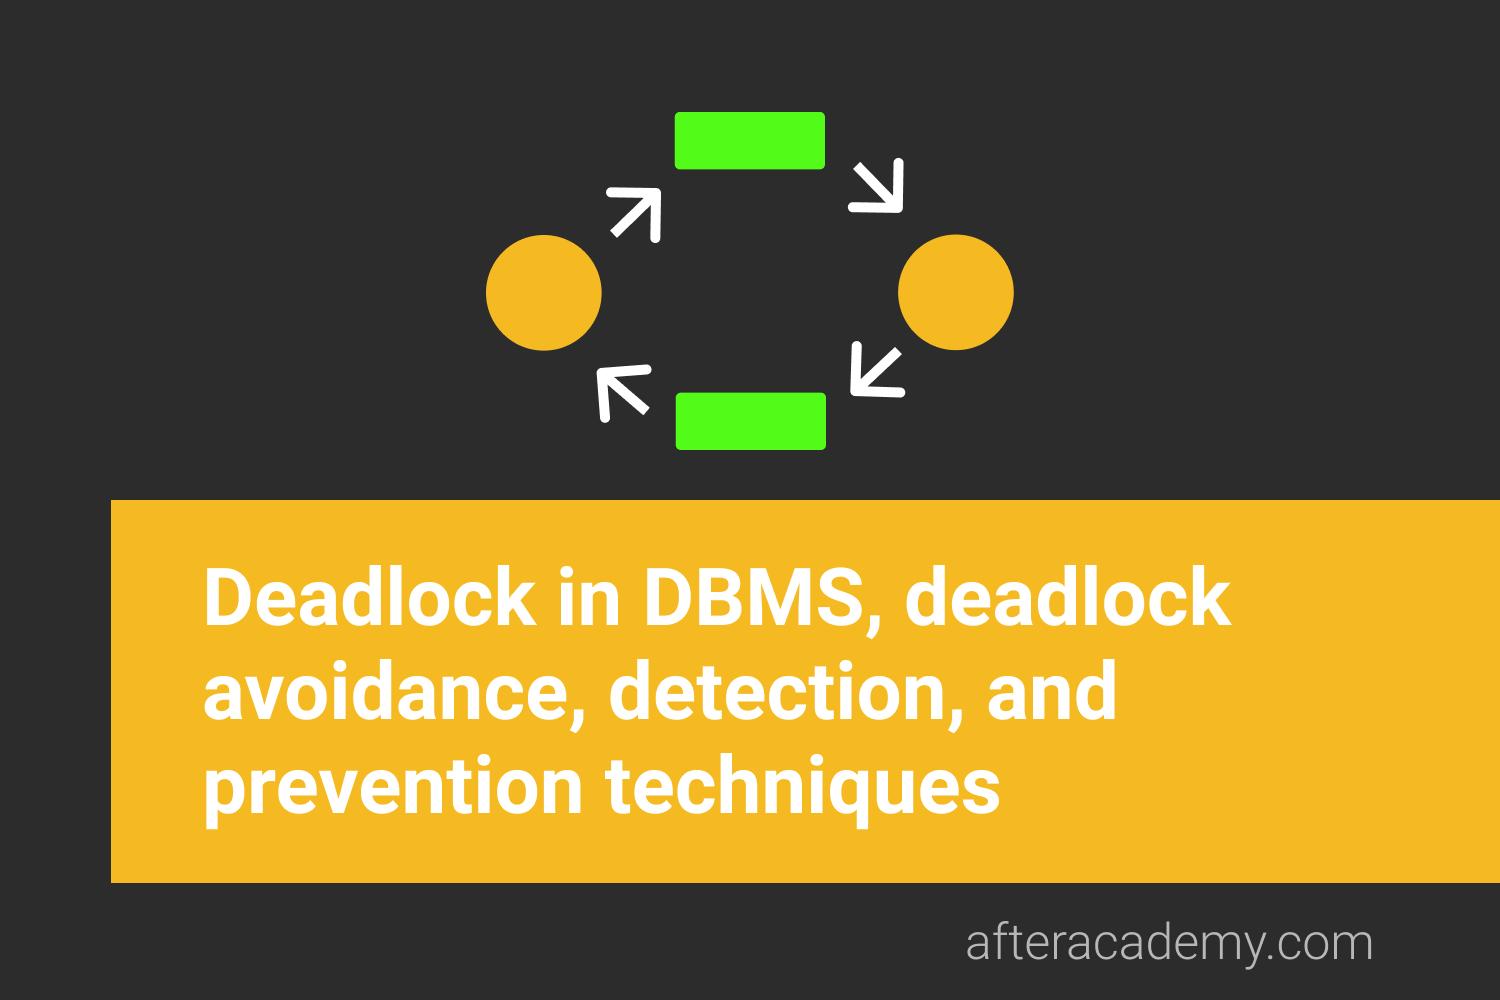 Deadlock in DBMS, deadlock
avoidance, detection, and
prevention techniques
afteracademy.com